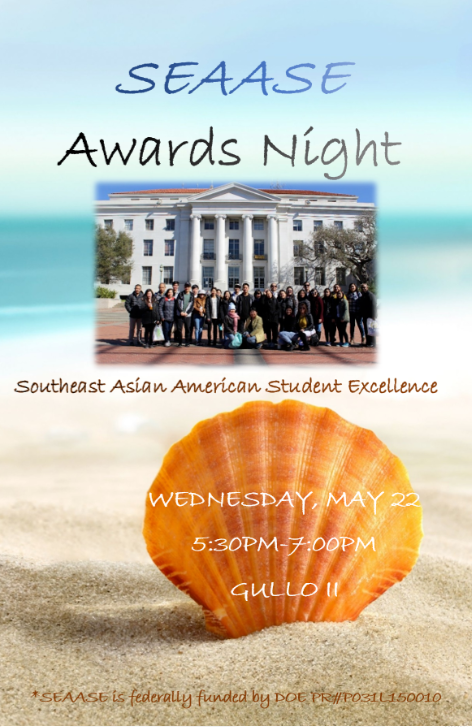 SEAASE
Awards Night
Southeast Asian American Student Excellence
WEDNESDAY, MAY 22
5:30PM-7:00PM
GULLO II
*SEAASE is federally funded by DOE PR#P031L150010